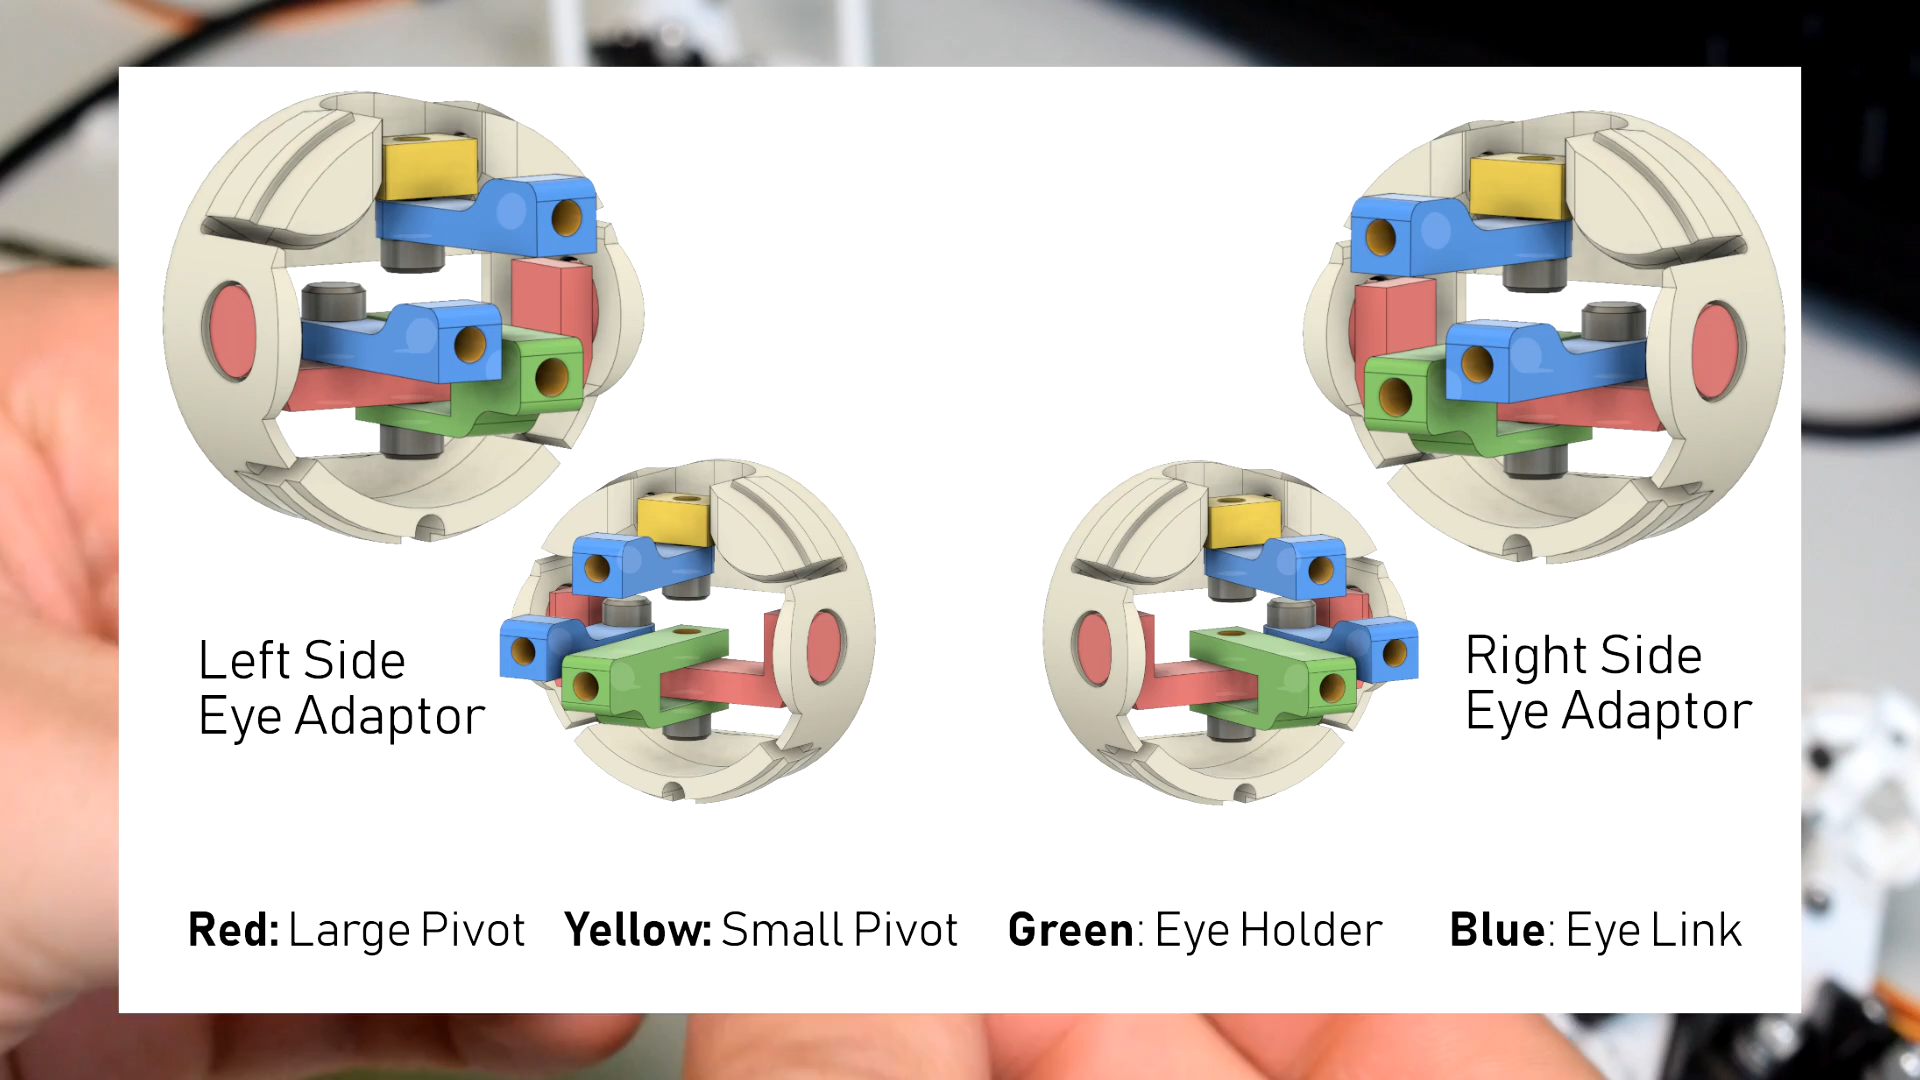 Left Side
Eye Adaptor
Right Side
Eye Adaptor
Red: Large Pivot Yellow: Small Pivot Green: Eye Holder Blue: Eye Link